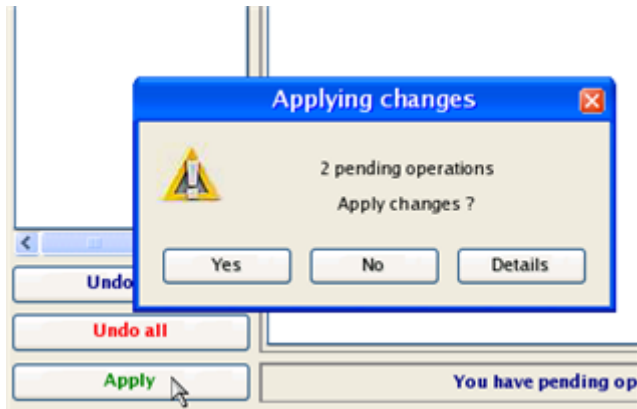 Applying changes
2 pending operations
Apply changes ?
Yes
No
Details
Undo
Undo all
Apply
You have pending op